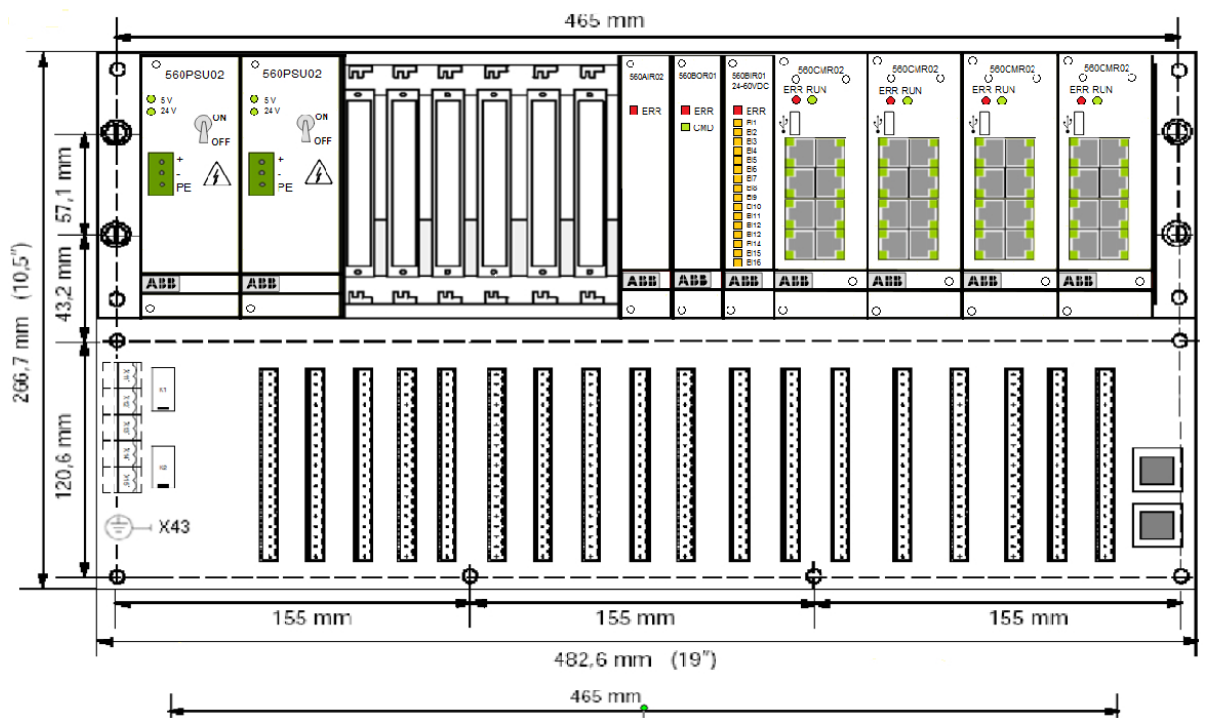 465 mm
560PSU02
5 V
24 V
ON
OFF
+
-
PE
ABB
560PSU02
5 V
24 V
ON
OFF
+
-
PE
ABB
560AIR02
ERR
ABB
560BOR01
ERR
CMD
ABB
560BIR01
24-60VDC
ERR
BI1
BI2
BI3
BI4
BI5
BI6
BI7
BI8
BI9
BI10
BI11
BI12
BI12
BI14
BI15
BI16
ABB
560CMR02
ERR RUN
ABB
560CMR02
ERR RUN
ABB
560CMR02
ERR RUN
ABB
560CMR02
ERR RUN
ABB
57,1 mm
43,2 mm
266,7 mm (10,5")
120,6 mm
K1
X43
155 mm
155 mm
155 mm
482,6 mm (19")
465 mm